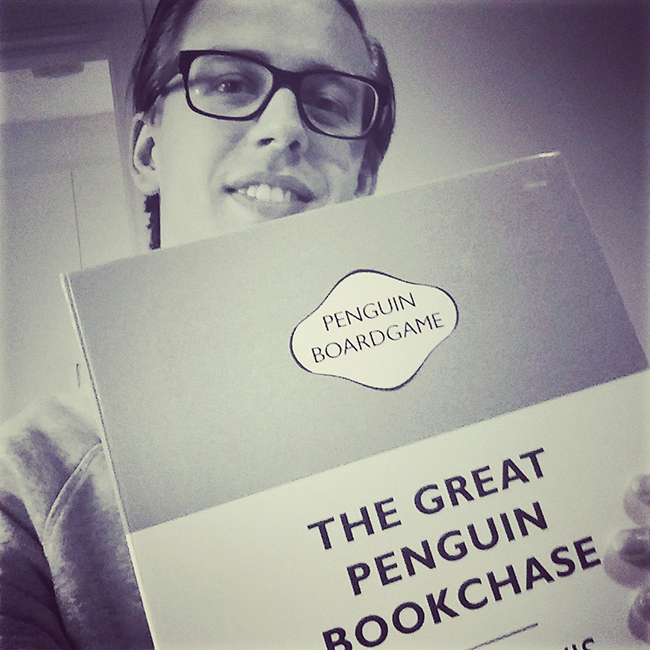 PENGUIN
BOARDGAME
THE GREAT
PENGUIN
BOOKCHASE